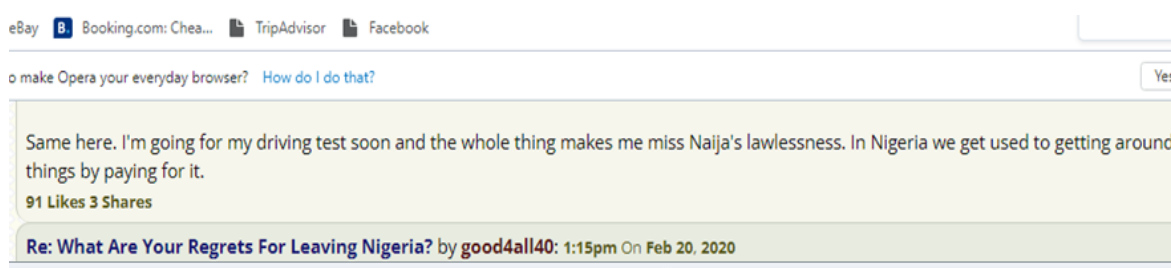 eBay B. Booking.com: Chea... TripAdvisor Facebook
o make Opera your everyday browser? How do I do that? Yes
Same here. I'm going for my driving test soon and the whole thing makes me miss Naija's lawlessness. In Nigeria we get used to getting around
things by paying for it.
91 Likes 3 Shares
Re: What Are Your Regrets For Leaving Nigeria? by good4all40: 1:15pm On Feb 20, 2020